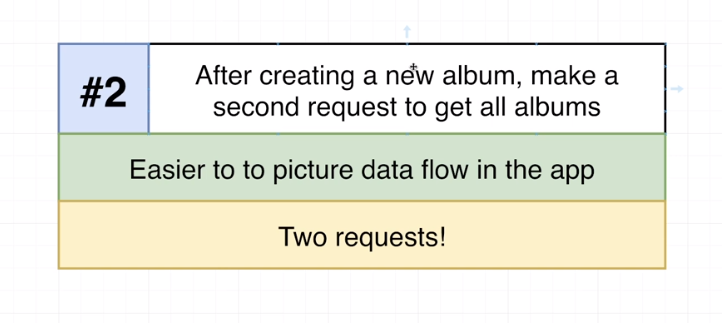 #2
After creating a new album, make a
second request to get all albums
Easier to to picture data flow in the app
Two requests!